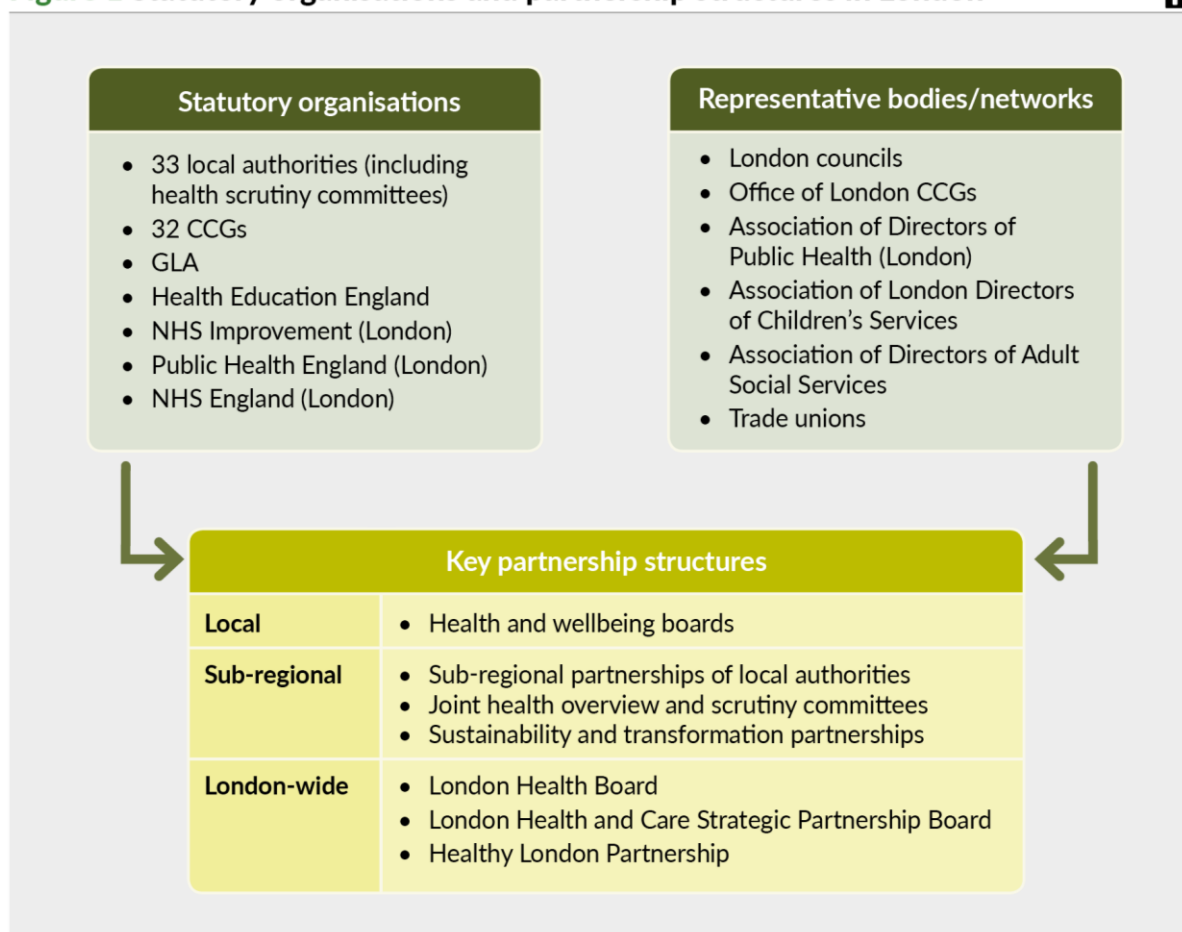 Statutory organisations
• 33 local authorities (including
health scrutiny committees)
• 32 CCGs
• GLA
• Health Education England
• NHS Improvement (London)
• Public Health England (London)
• NHS England (London)
Representative bodies/networks
• London councils
• Office of London CCGs
• Association of Directors of
Public Health (London)
• Association of London Directors
of Children's Services
• Association of Directors of Adult
Social Services
• Trade unions
Key partnership structures
Local
• Health and wellbeing boards
Sub-regional
• Sub-regional partnerships of local authorities
• Joint health overview and scrutiny committees
• Sustainability and transformation partnerships
London-wide
• London Health Board
• London Health and Care Strategic Partnership Board
• Healthy London Partnership